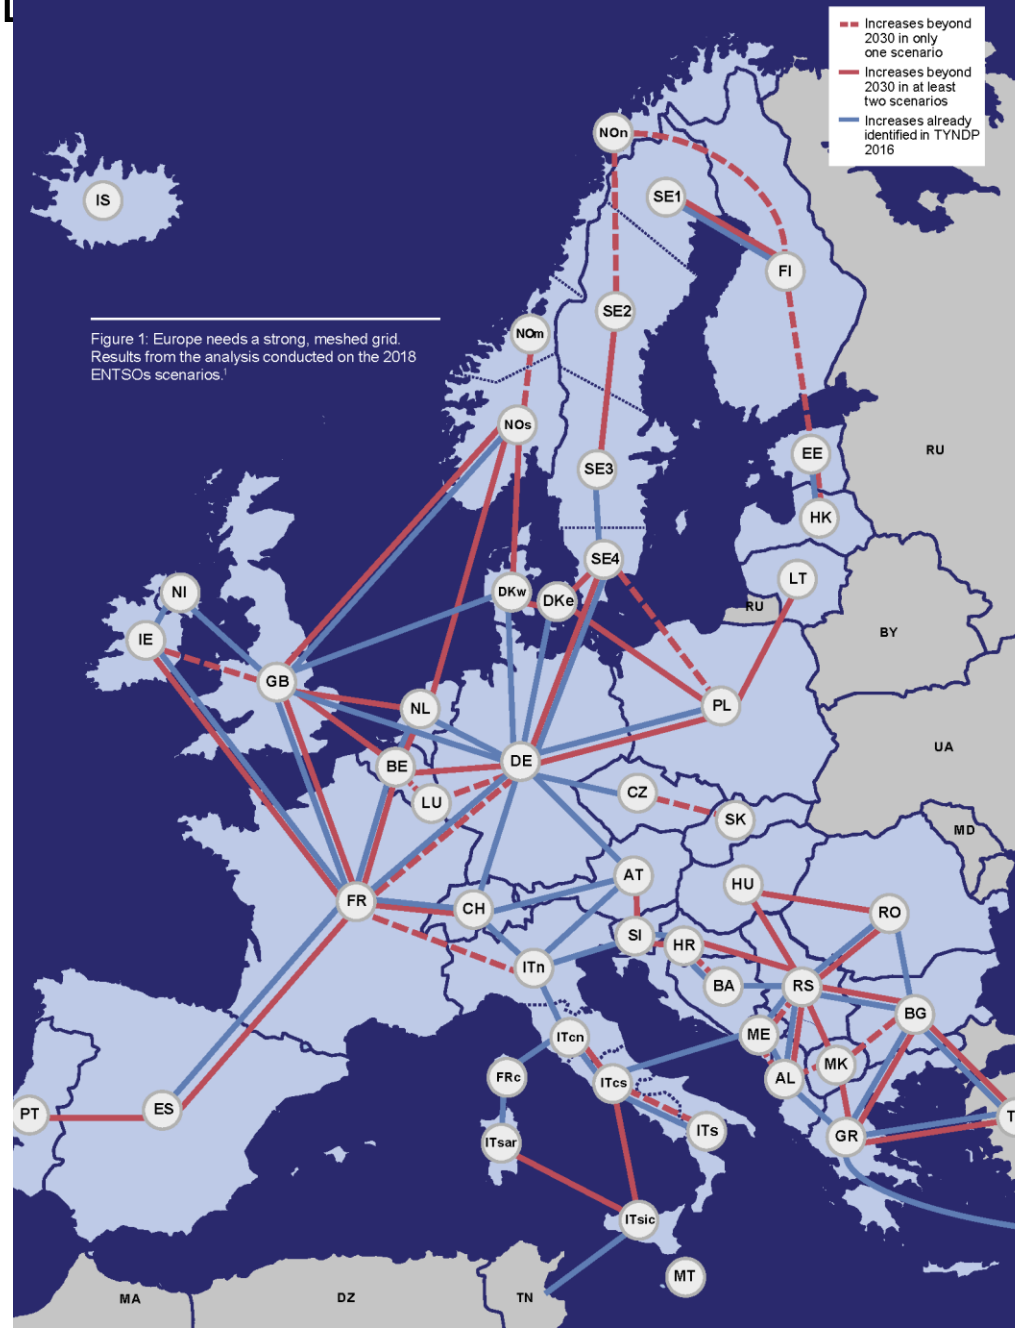 Increases beyond
2030 in only
one scenario
Increases beyond
2030 in at least
two scenarios
Increases already
identified in TYNDP
2016
NOn
SE1
IS
FI
SE2
Figure 1: Europe needs a strong, meshed grid.
Results from the analysis conducted on the 2018
ENTSOs scenarios.¹
NOm
NOs
EE
RU
SE3
HK
SE4
LT
NI
DKw
DKe
RU
BY
IE
GB
NL
PL
UA
DE
BE
LU
CZ
SK
MD
AT
HU
FR
CH
RO
SI
HR
ITn
BA
RS
BG
ME
ITcn
MK
FRc
ITcs
AL
PT
ES
ITs
GR
T
ITsar
ITsic
MT
MA
DZ
TN